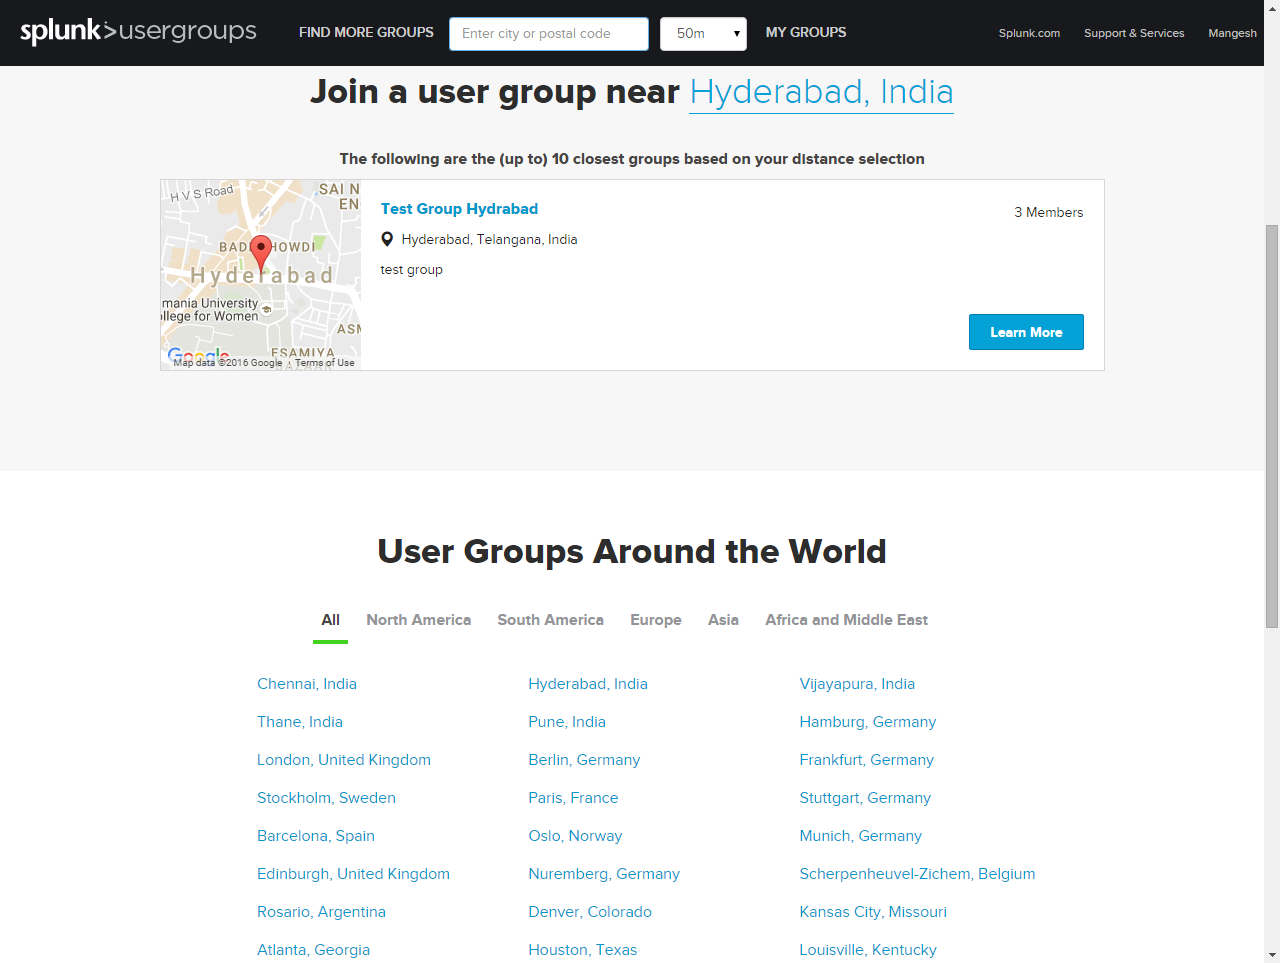 splunk>usergroups FIND MORE GROUPS Enter city or postal code 50m MY GROUPS Splunk.com Support & Services Mangesh
Join a user group near Hyderabad, India
The following are the (up to) 10 closest groups based on your distance selection
H V S Road
SAI N
EN
BAD HOWDI
Hyderabad
mania University
llege for Women
ASM
ESAMIYA
BAZAAR
Google
Map data ©2016 Google Terms of Use
Test Group Hydrabad
3 Members
Hyderabad, Telangana, India
test group
Learn More
User Groups Around the World
All North America South America Europe Asia Africa and Middle East
Chennai, India Hyderabad, India Vijayapura, India
Thane, India Pune, India Hamburg, Germany
London, United Kingdom Berlin, Germany Frankfurt, Germany
Stockholm, Sweden Paris, France Stuttgart, Germany
Barcelona, Spain Oslo, Norway Munich, Germany
Edinburgh, United Kingdom Nuremberg, Germany Scherpenheuvel-Zichem, Belgium
Rosario, Argentina Denver, Colorado Kansas City, Missouri
Atlanta, Georgia Houston, Texas Louisville, Kentucky